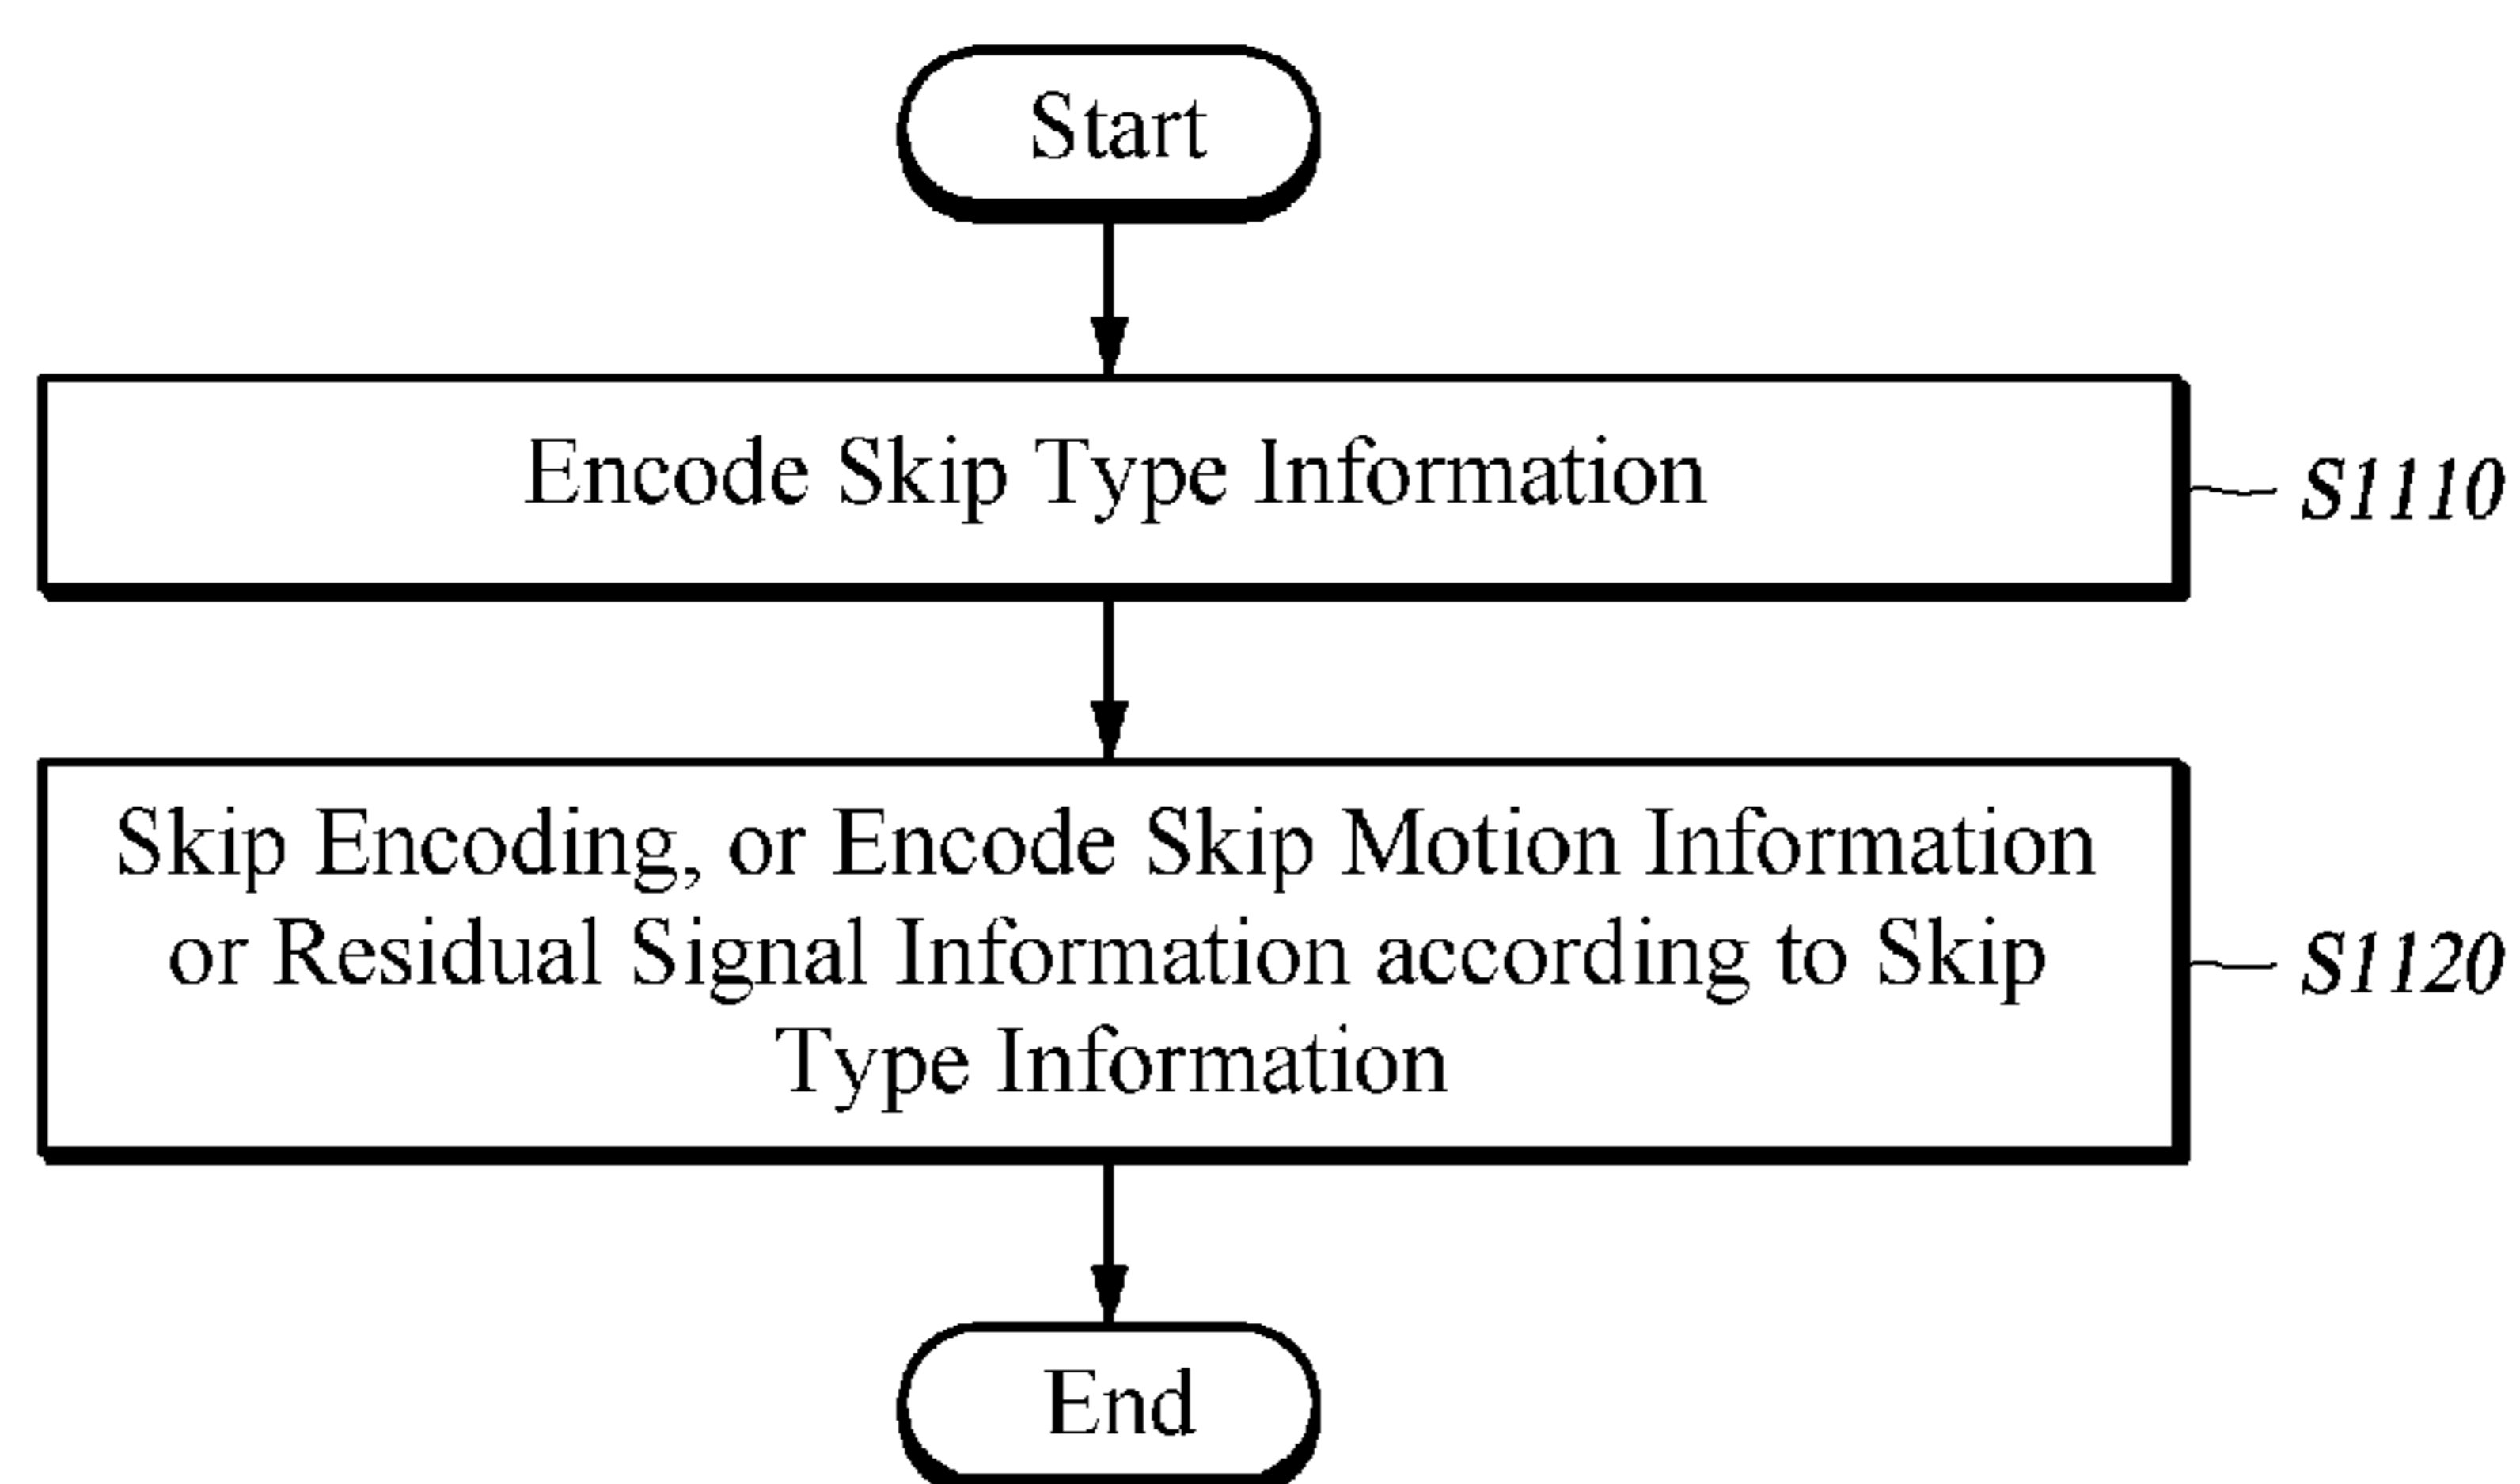 Start
Encode Skip Type Information
S1110
Skip Encoding, or Encode Skip Motion Information
or Residual Signal Information according to Skip
Type Information
S1120
End